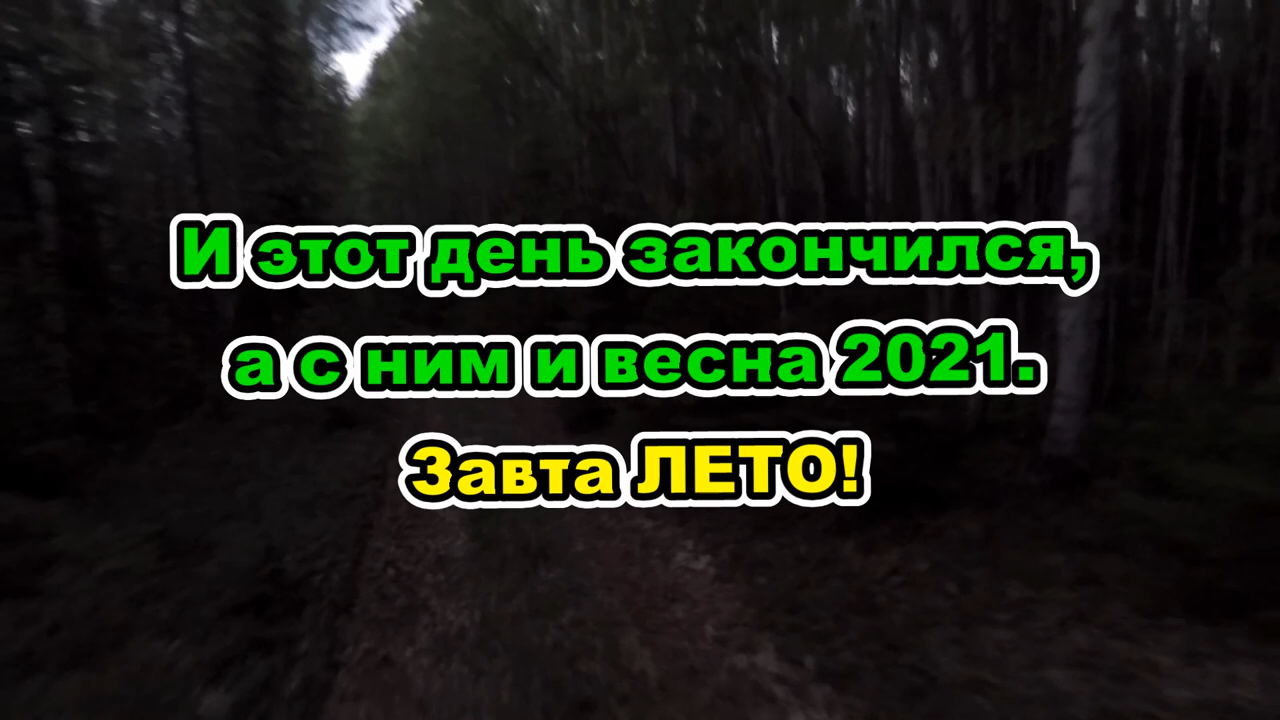 И этот день закончился,
а с ним и весна 2021.
Завта ЛЕТО!